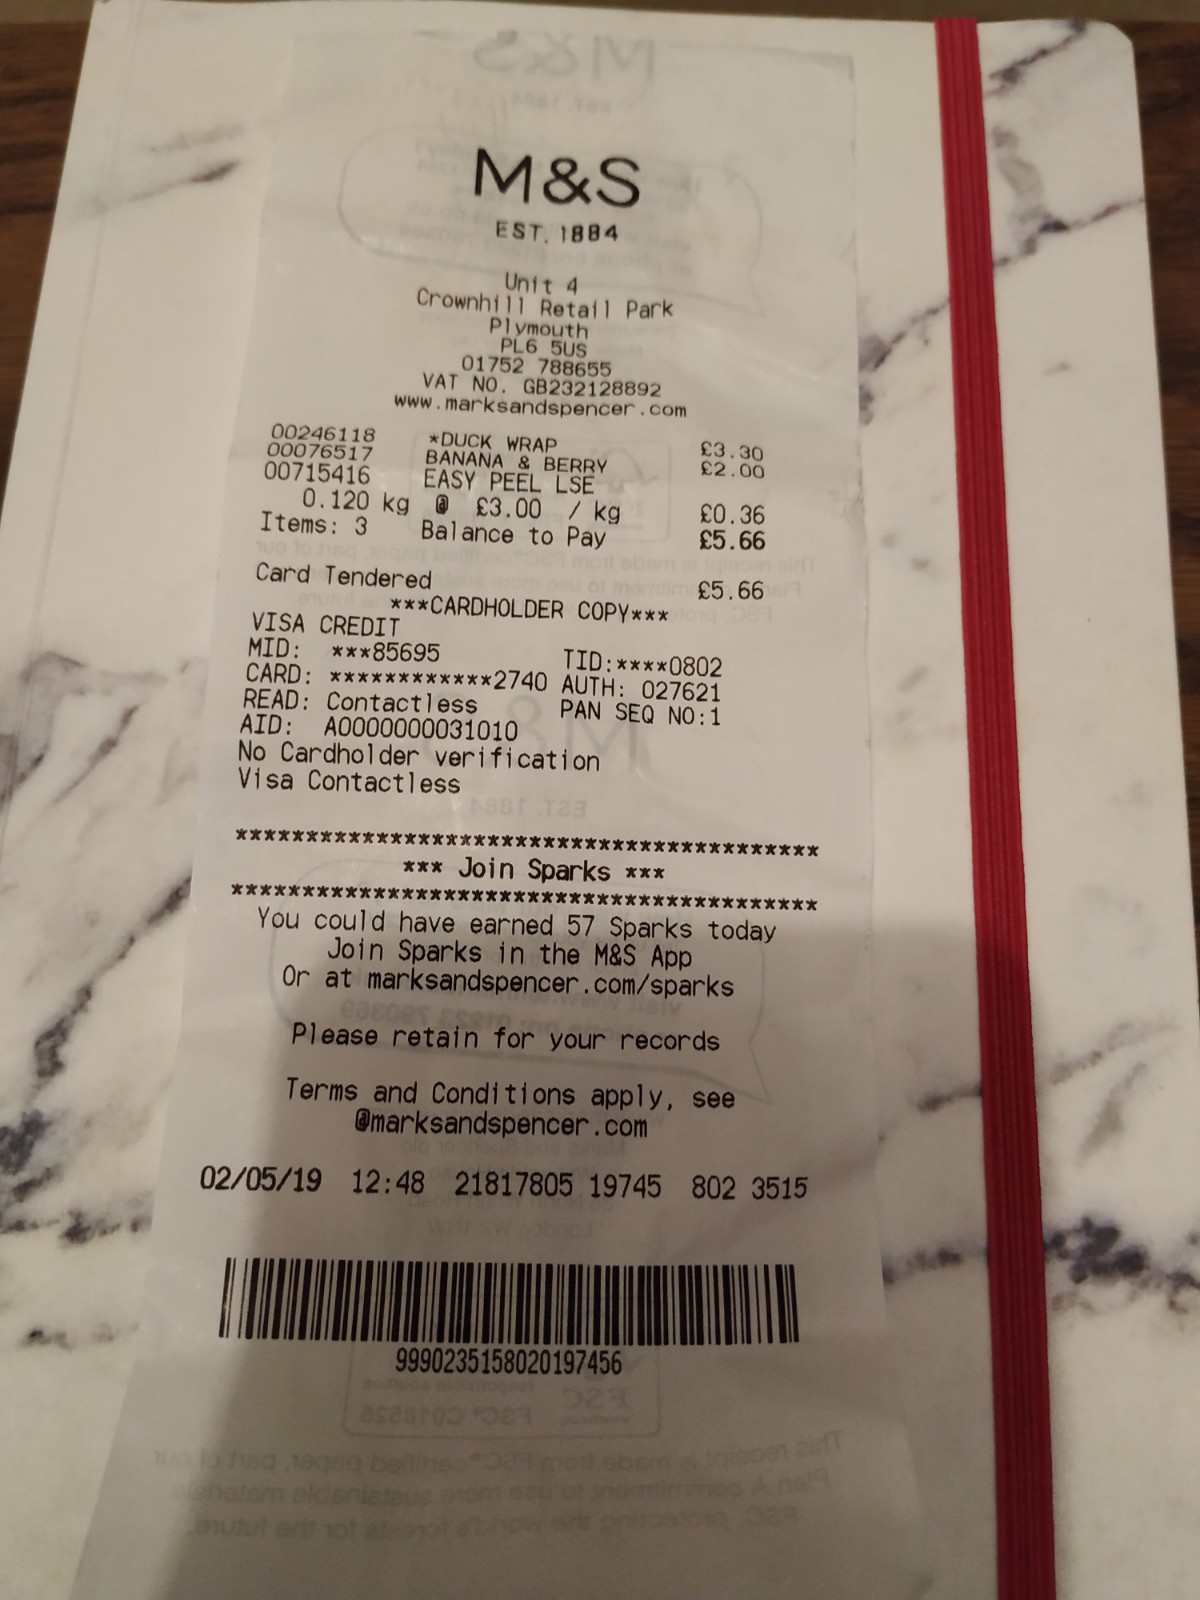 M&S
EST. 1884
Unit 4
Crownhill Retail Park
Plymouth
PL6 5US
01752 788655
VAT NO. GB232128892
www.marksandspencer.com
00246118 *DUCK WRAP £3.30
00076517 BANANA & BERRY £2.00
00715416 EASY PEEL LSE
0.120 kg @ £3.00 / kg £0.36
Items: 3 Balance to Pay £5.66
Card Tendered £5.66
***CARDHOLDER COPY***
VISA CREDIT
MID: ***85695 TID:****0802
CARD: ************2740 AUTH: 027621
READ: Contactless PAN SEQ NO:1
AID: A0000000031010
No Cardholder verification
Visa Contactless
*****************************************
*** Join Sparks ***
*****************************************
You could have earned 57 Sparks today
Join Sparks in the M&S App
Or at marksandspencer.com/sparks
Please retain for your records
Terms and Conditions apply, see
@marksandspencer.com
02/05/19 12:48 21817805 19745 802 3515
9990235158020197456